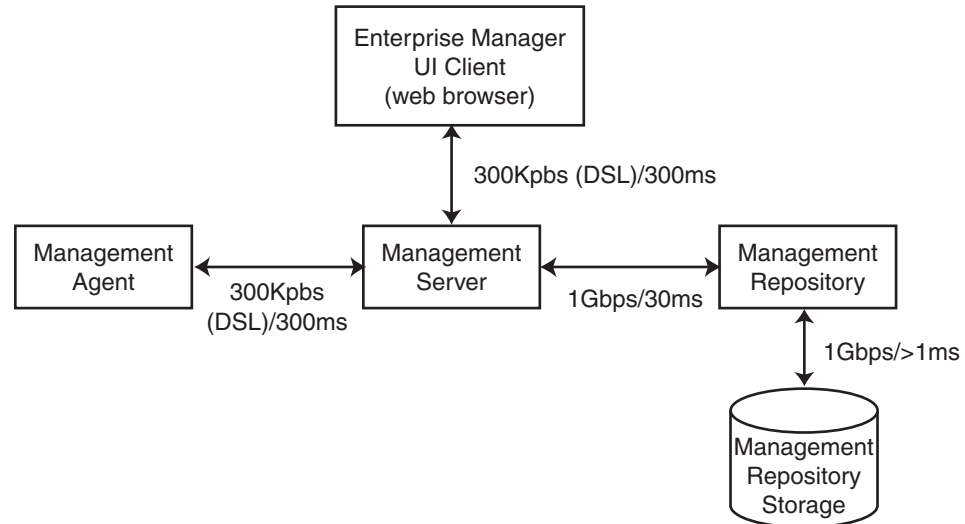 Enterprise Manager
UI Client
(web browser)
300Kpbs (DSL)/300ms
Management
Agent
300Kpbs
(DSL)/300ms
Management
Server
1Gbps/30ms
Management
Repository
1Gbps/>1ms
Management
Repository
Storage